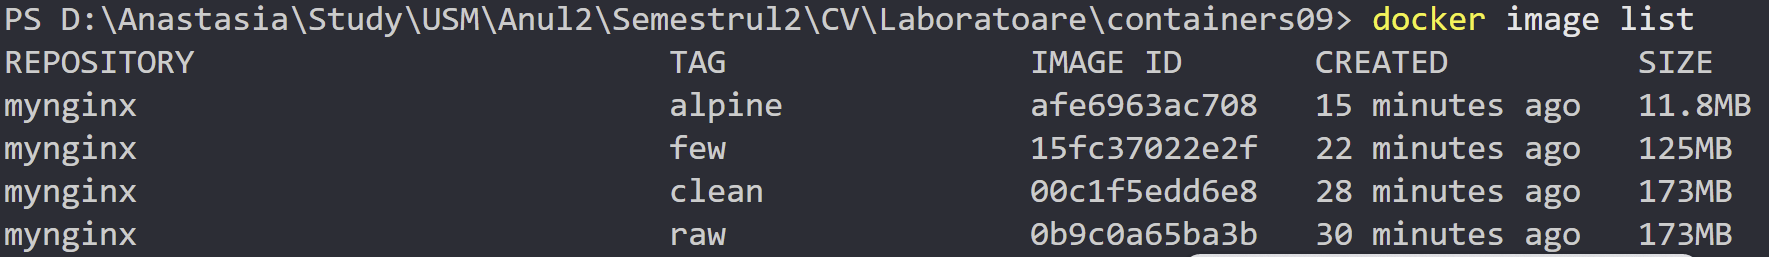 PS D:\Anastasia\Study\USM\Anul2\Semestrul2\CV\Laboratoare\containers09> docker image list
REPOSITORY TAG IMAGE ID CREATED SIZE
mynginx alpine afe6963ac708 15 minutes ago 11.8MB
mynginx few 15fc37022e2f 22 minutes ago 125MB
mynginx clean 00c1f5edd6e8 28 minutes ago 173MB
mynginx raw 0b9c0a65ba3b 30 minutes ago 173MB